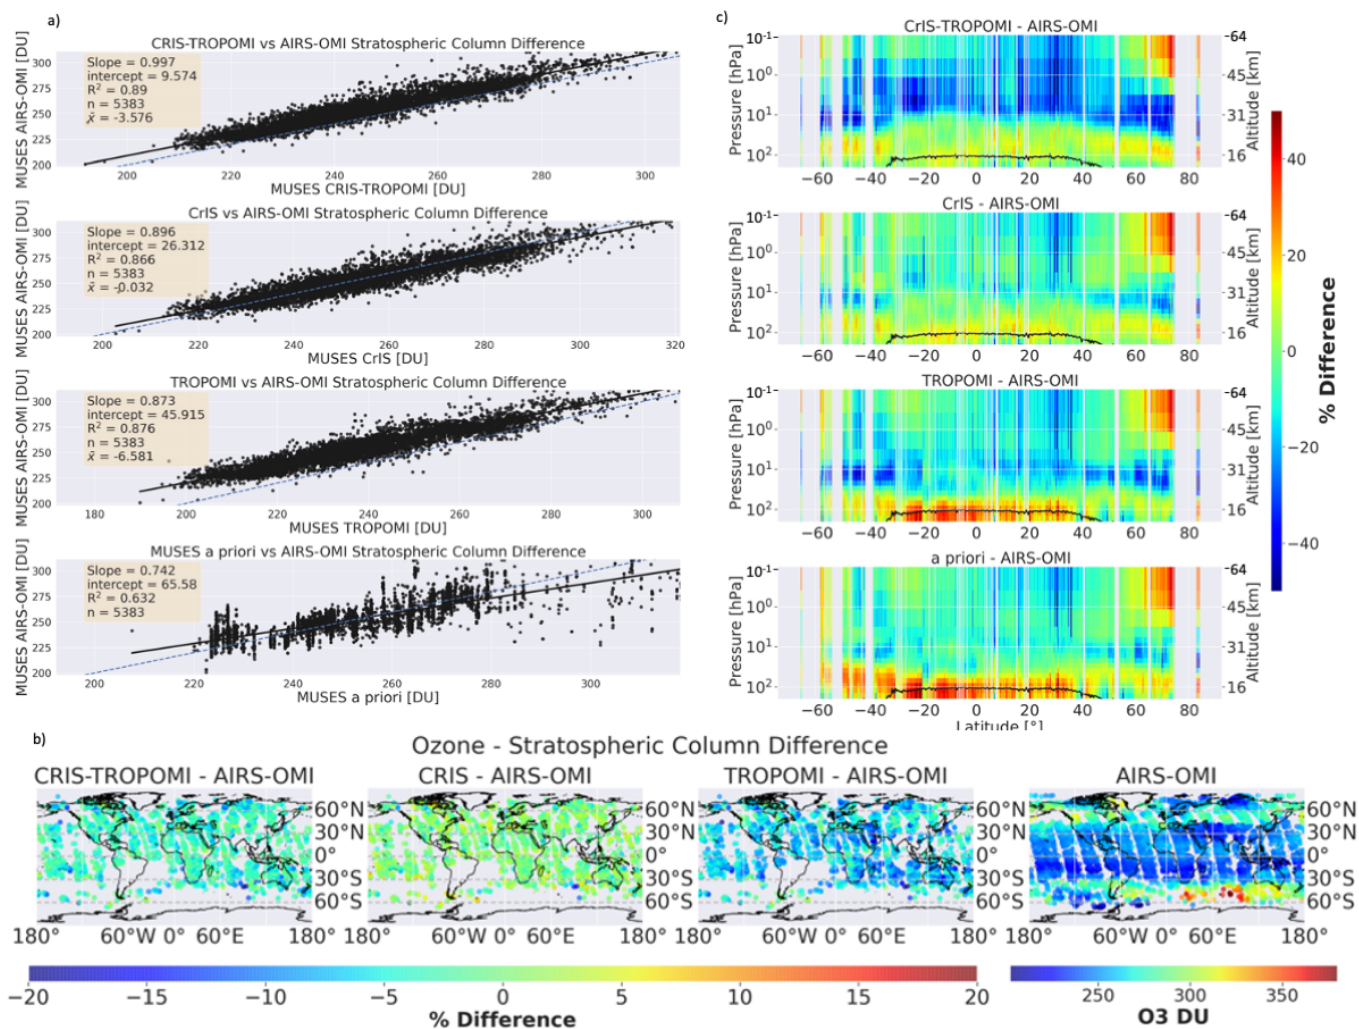 a)
CRIS-TROPOMI vs AIRS-OMI Stratospheric Column Difference
MUSES AIRS-OMI [DU]
300
275
250
225
200
Slope = 0.997
intercept = 9.574
R² = 0.89
n = 5383
x̃ = -3.576
200 220 240 260 280 300
MUSES CRIS-TROPOMI [DU]
CrIS vs AIRS-OMI Stratospheric Column Difference
MUSES AIRS-OMI [DU]
300
275
250
225
200
Slope = 0.896
intercept = 26.312
R² = 0.866
n = 5383
x̃ = -0.032
200 220 240 260 280 300 320
MUSES CrIS [DU]
TROPOMI vs AIRS-OMI Stratospheric Column Difference
MUSES AIRS-OMI [DU]
300
275
250
225
200
Slope = 0.873
intercept = 45.915
R² = 0.876
n = 5383
x̃ = -6.581
180 200 220 240 260 280 300
MUSES TROPOMI [DU]
MUSES a priori vs AIRS-OMI Stratospheric Column Difference
MUSES AIRS-OMI [DU]
300
275
250
225
200
Slope = 0.742
intercept = 65.58
R² = 0.632
n = 5383
200 220 240 260 280 300
MUSES a priori [DU]
c)
CrIS-TROPOMI - AIRS-OMI
Pressure [hPa]
10⁻¹
10⁰
10¹
10²
64
45
31
16
Altitude [km]
−60 −40 −20 0 20 40 60 80
CrIS - AIRS-OMI
Pressure [hPa]
10⁻¹
10⁰
10¹
10²
64
45
31
16
Altitude [km]
−60 −40 −20 0 20 40 60 80
TROPOMI - AIRS-OMI
Pressure [hPa]
10⁻¹
10⁰
10¹
10²
64
45
31
16
Altitude [km]
−60 −40 −20 0 20 40 60 80
a priori - AIRS-OMI
Pressure [hPa]
10⁻¹
10⁰
10¹
10²
64
45
31
16
Altitude [km]
−60 −40 −20 0 20 40 60 80
Latitude [°]
40
20
0
−20
−40
% Difference
b)
Ozone - Stratospheric Column Difference
CRIS-TROPOMI - AIRS-OMI CRIS - AIRS-OMI TROPOMI - AIRS-OMI AIRS-OMI
60°N 60°N 60°N 60°N
30°N 30°N 30°N 30°N
0° 0° 0° 0°
30°S 30°S 30°S 30°S
60°S 60°S 60°S 60°S
180° 60°W 0° 60°E 180° 60°W 0° 60°E 180° 60°W 0° 60°E 180° 60°W 0° 60°E 180°
−20 −15 −10 −5 0 5 10 15 20
% Difference
250 300 350
O3 DU